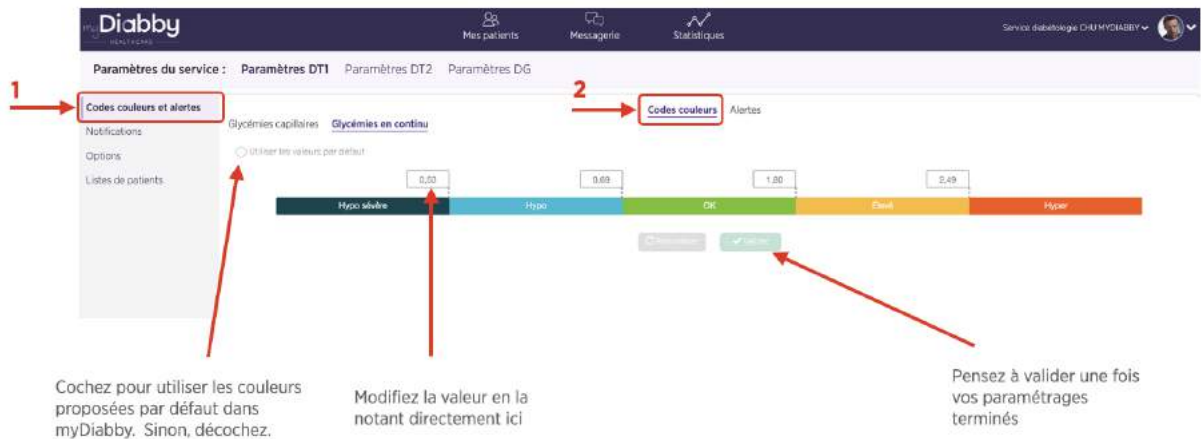 myDiabby
HEALTHCARE
Mes patients
Messagerie
Statistiques
Service diabétologie CHU MYDIABBY
Paramètres du service : Paramètres DT1 Paramètres DT2 Paramètres DG
1
2
Codes couleurs et alertes
Notifications
Options
Listes de patients
Codes couleurs Alertes
Glycémies capillaires Glycémies en continu
Utiliser les valeurs par défaut
0,69 1,80 2,49
Hypo sévère Hypo OK Élevé Hyper
Valider
Cochez pour utiliser les couleurs
proposées par défaut dans
myDiabby. Sinon, décochez.
Modifiez la valeur en la
notant directement ici
Pensez à valider une fois
vos paramétrages
terminés